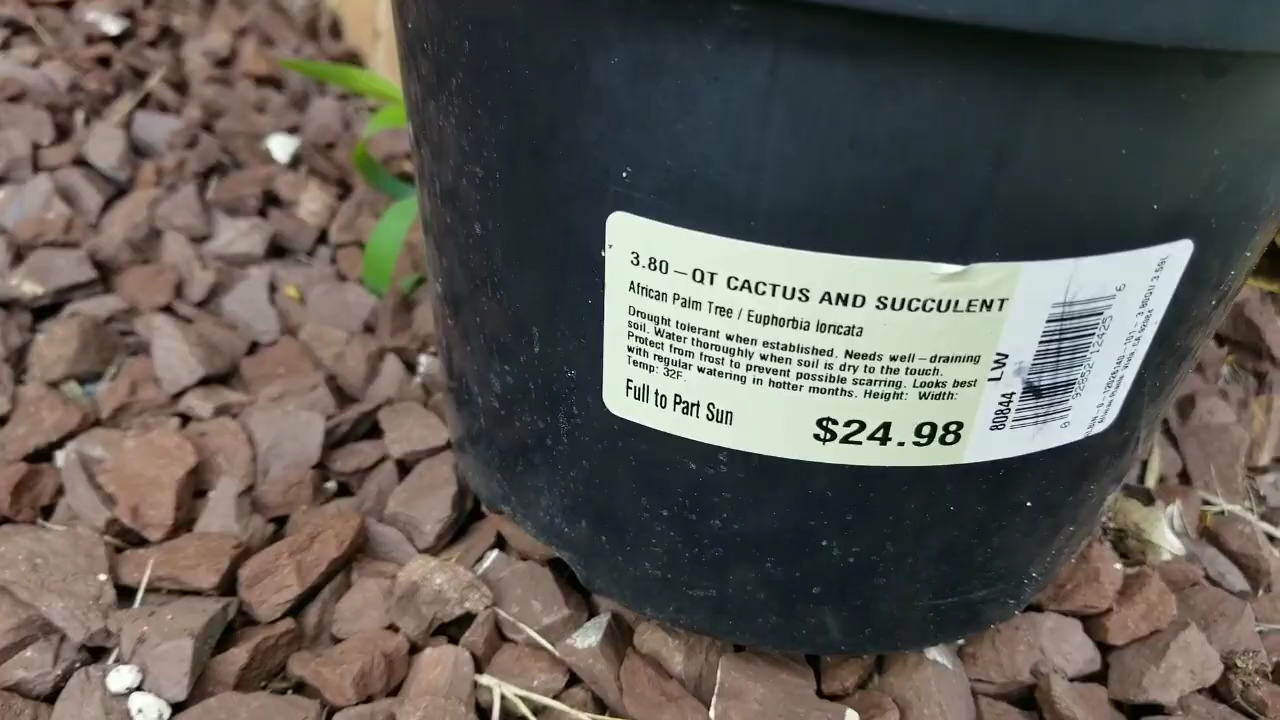 3.80-QT CACTUS AND SUCCULENT
African Palm Tree / Euphorbia loricata
Drought tolerant when established. Needs well-draining
soil. Water thoroughly when soil is dry to the touch.
Protect from frost to prevent possible scarring. Looks best
with regular watering in hotter months. Height: Width:
Temp: 32F
Full to Part Sun
$24.98
80844 LW